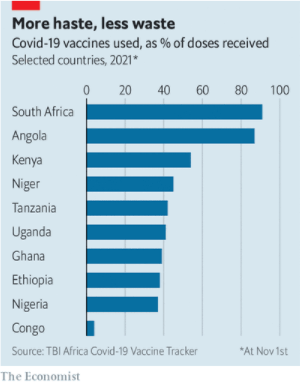 More haste, less waste
Covid-19 vaccines used, as % of doses received
Selected countries, 2021*
0 20 40 60 80 100
South Africa
Angola
Kenya
Niger
Tanzania
Uganda
Ghana
Ethiopia
Nigeria
Congo
Source: TBI Africa Covid-19 Vaccine Tracker *At Nov 1st
The Economist